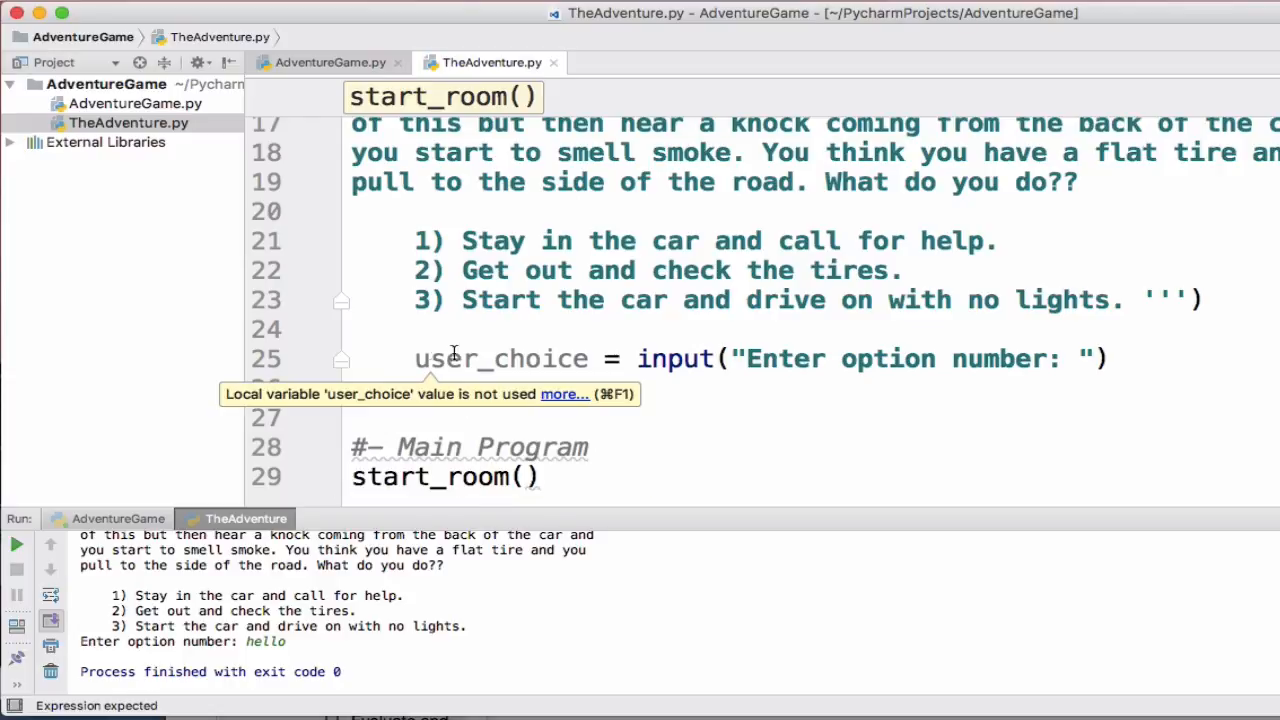 TheAdventure.py - AdventureGame - [~/PycharmProjects/AdventureGame]
AdventureGame TheAdventure.py
Project AdventureGame.py TheAdventure.py
AdventureGame ~/Pycharm
AdventureGame.py
TheAdventure.py
External Libraries
start_room()
17 of this but then hear a knock coming from the back of the c
18 you start to smell smoke. You think you have a flat tire an
19 pull to the side of the road. What do you do??
20
21 1) Stay in the car and call for help.
22 2) Get out and check the tires.
23 3) Start the car and drive on with no lights. ''')
24
25 user_choice = input("Enter option number: ")
Local variable 'user_choice' value is not used more... (⌘F1)
27
28 #- Main Program
29 start_room()
Run: AdventureGame TheAdventure
of this but then hear a knock coming from the back of the car and
you start to smell smoke. You think you have a flat tire and you
pull to the side of the road. What do you do??
1) Stay in the car and call for help.
2) Get out and check the tires.
3) Start the car and drive on with no lights.
Enter option number: hello
Process finished with exit code 0
Expression expected